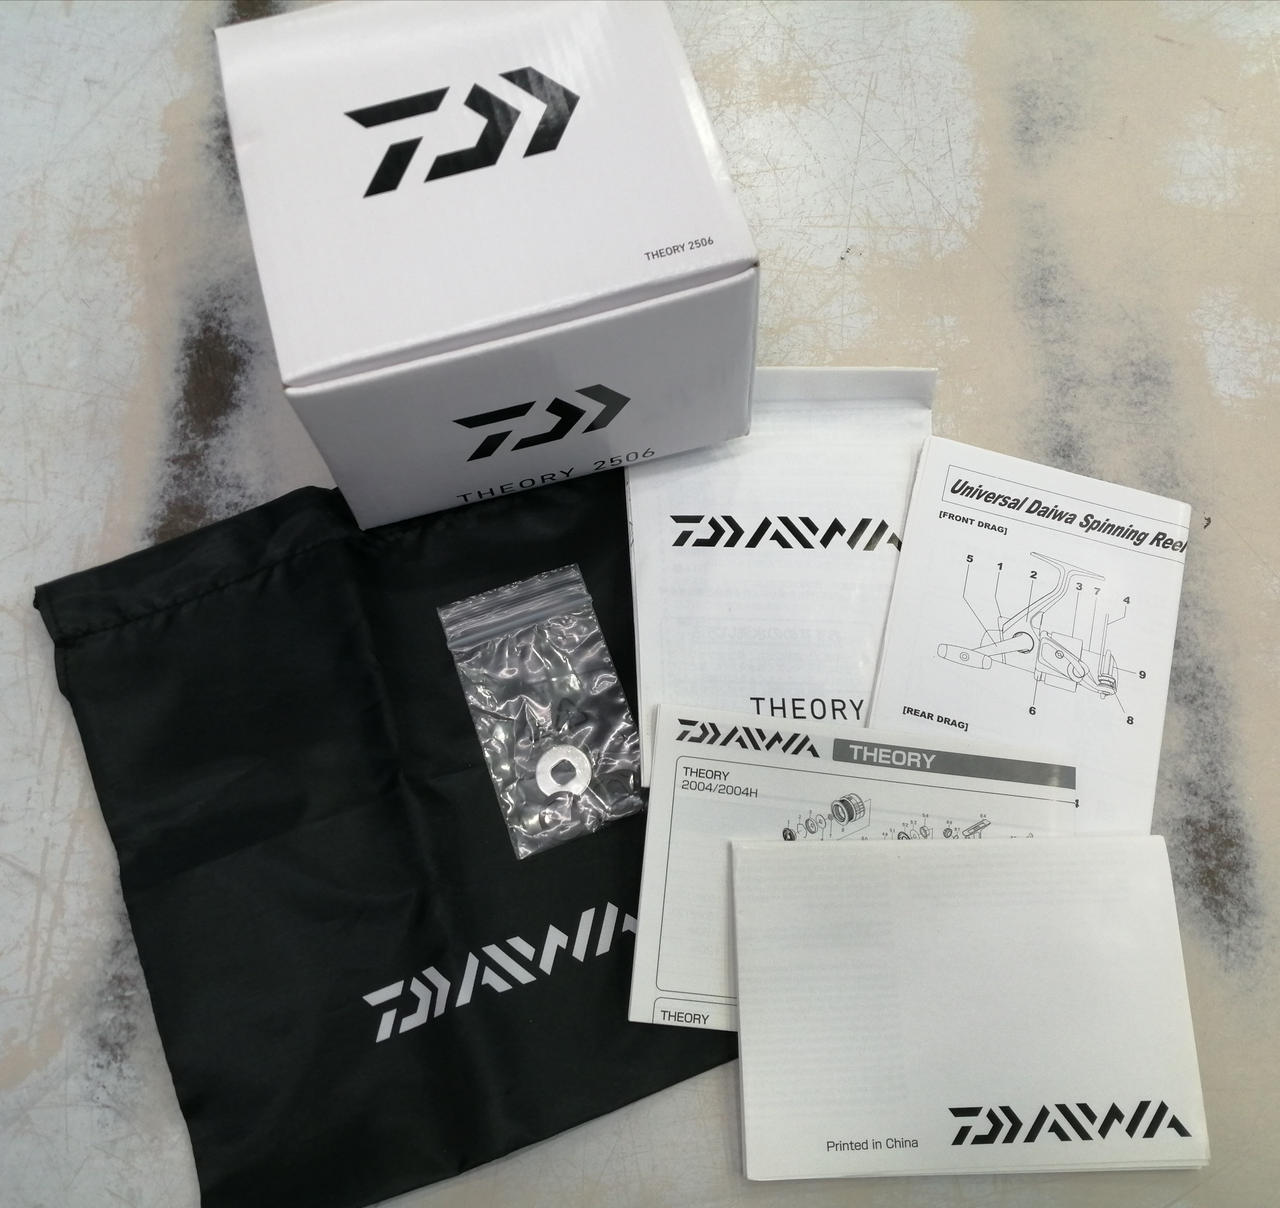 THEORY 2506
THEORY 2506
DAIWA
THEORY
Universal Daiwa Spinning Reel
[FRONT DRAG]
5 1 2 3 7 4
9
6 8
[REAR DRAG]
DAIWA THEORY
THEORY
2004/2004H
THEORY
DAIWA
Printed in China DAIWA